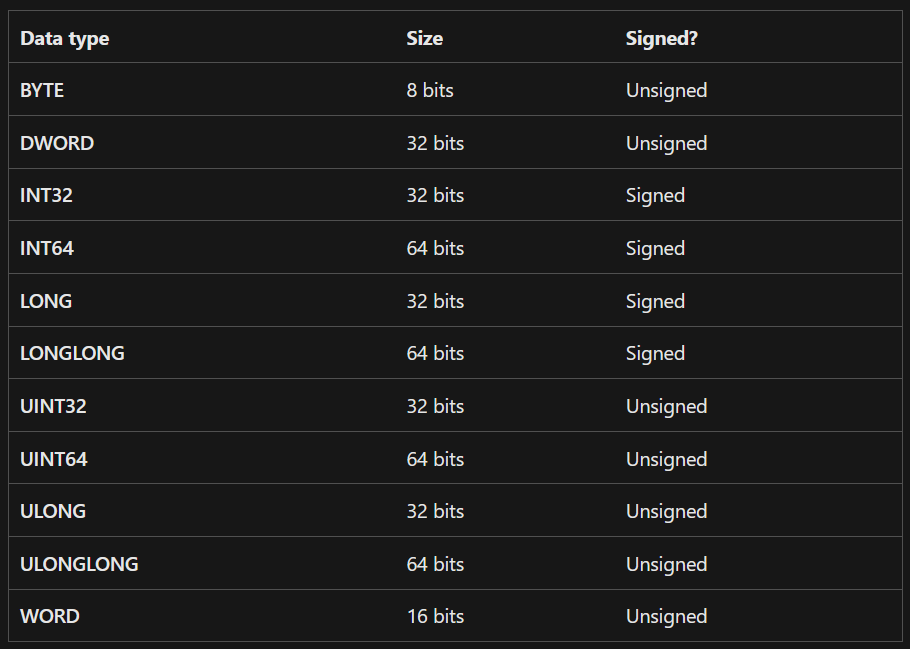 Data type Size Signed?
BYTE 8 bits Unsigned
DWORD 32 bits Unsigned
INT32 32 bits Signed
INT64 64 bits Signed
LONG 32 bits Signed
LONGLONG 64 bits Signed
UINT32 32 bits Unsigned
UINT64 64 bits Unsigned
ULONG 32 bits Unsigned
ULONGLONG 64 bits Unsigned
WORD 16 bits Unsigned